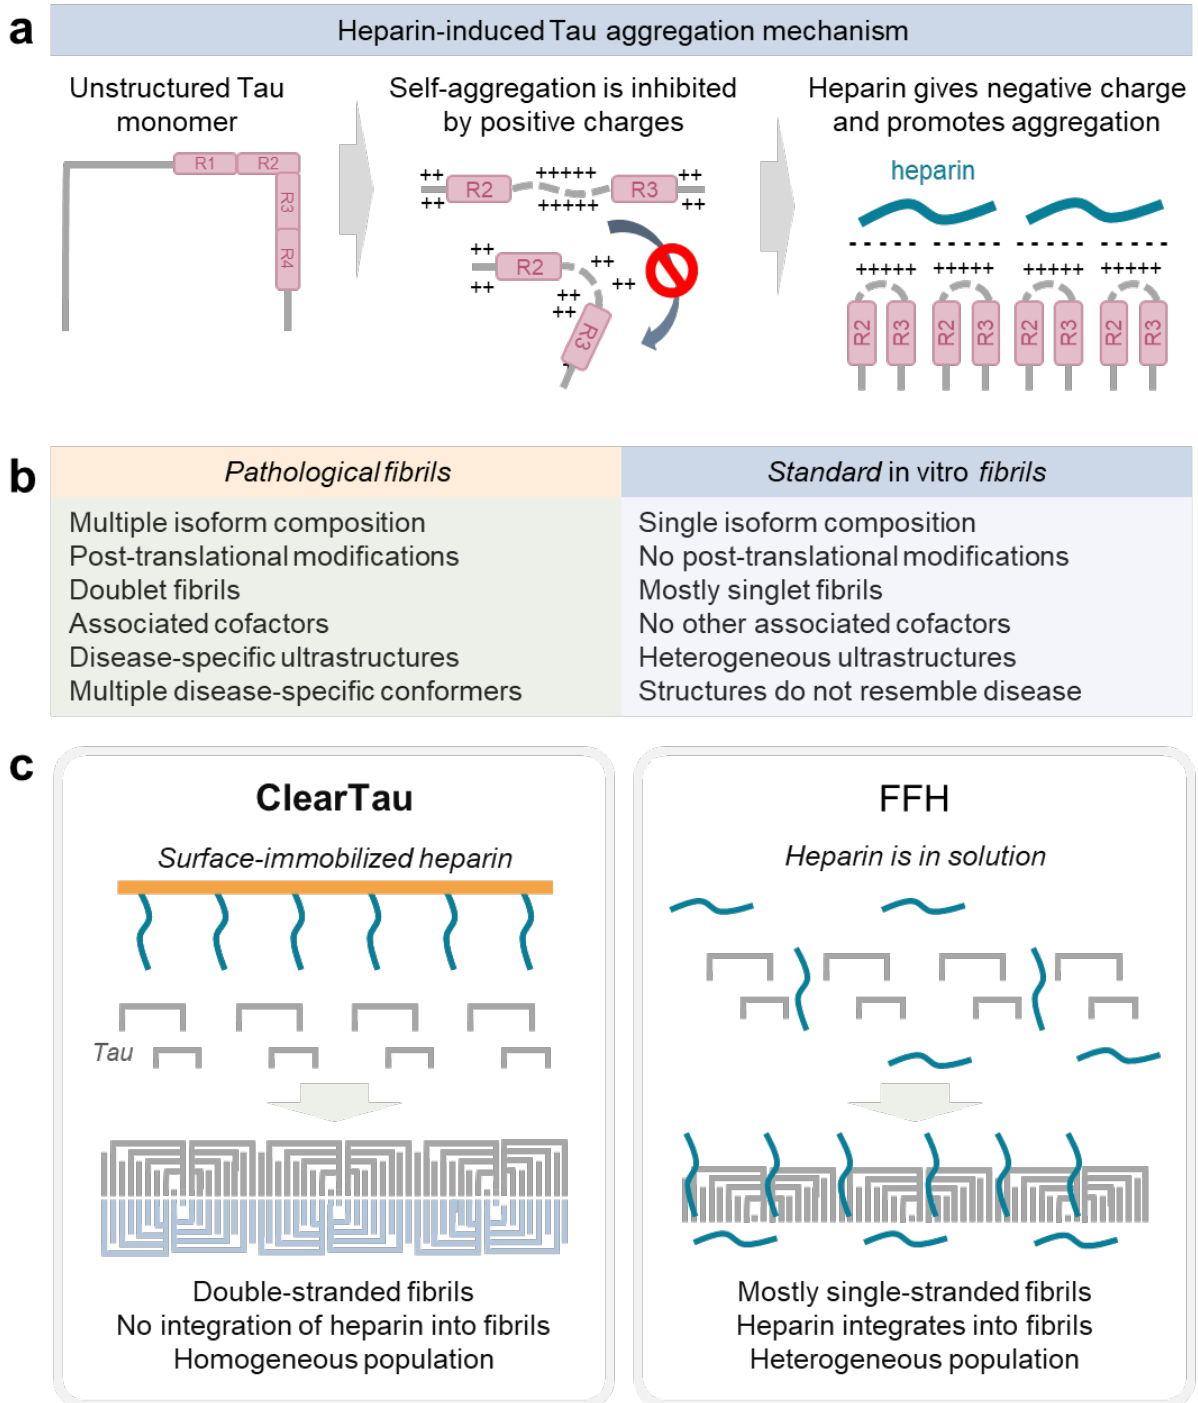 a
Heparin-induced Tau aggregation mechanism
Unstructured Tau
monomer
R1
R2
R3
R4
Self-aggregation is inhibited
by positive charges
++
+++++
++
R2
R3
++
+++++
++
++
R2
++
++
++
++
++
R3
Heparin gives negative charge
and promotes aggregation
heparin
- - - - - - - - - - - - - - - - - - - -
+++++ +++++ +++++ +++++
R2 R3 R2 R3 R2 R3 R2 R3
b
Pathological fibrils
Multiple isoform composition
Post-translational modifications
Doublet fibrils
Associated cofactors
Disease-specific ultrastructures
Multiple disease-specific conformers
Standard in vitro fibrils
Single isoform composition
No post-translational modifications
Mostly singlet fibrils
No other associated cofactors
Heterogeneous ultrastructures
Structures do not resemble disease
c
ClearTau
Surface-immobilized heparin
Tau
Double-stranded fibrils
No integration of heparin into fibrils
Homogeneous population
FFH
Heparin is in solution
Mostly single-stranded fibrils
Heparin integrates into fibrils
Heterogeneous population